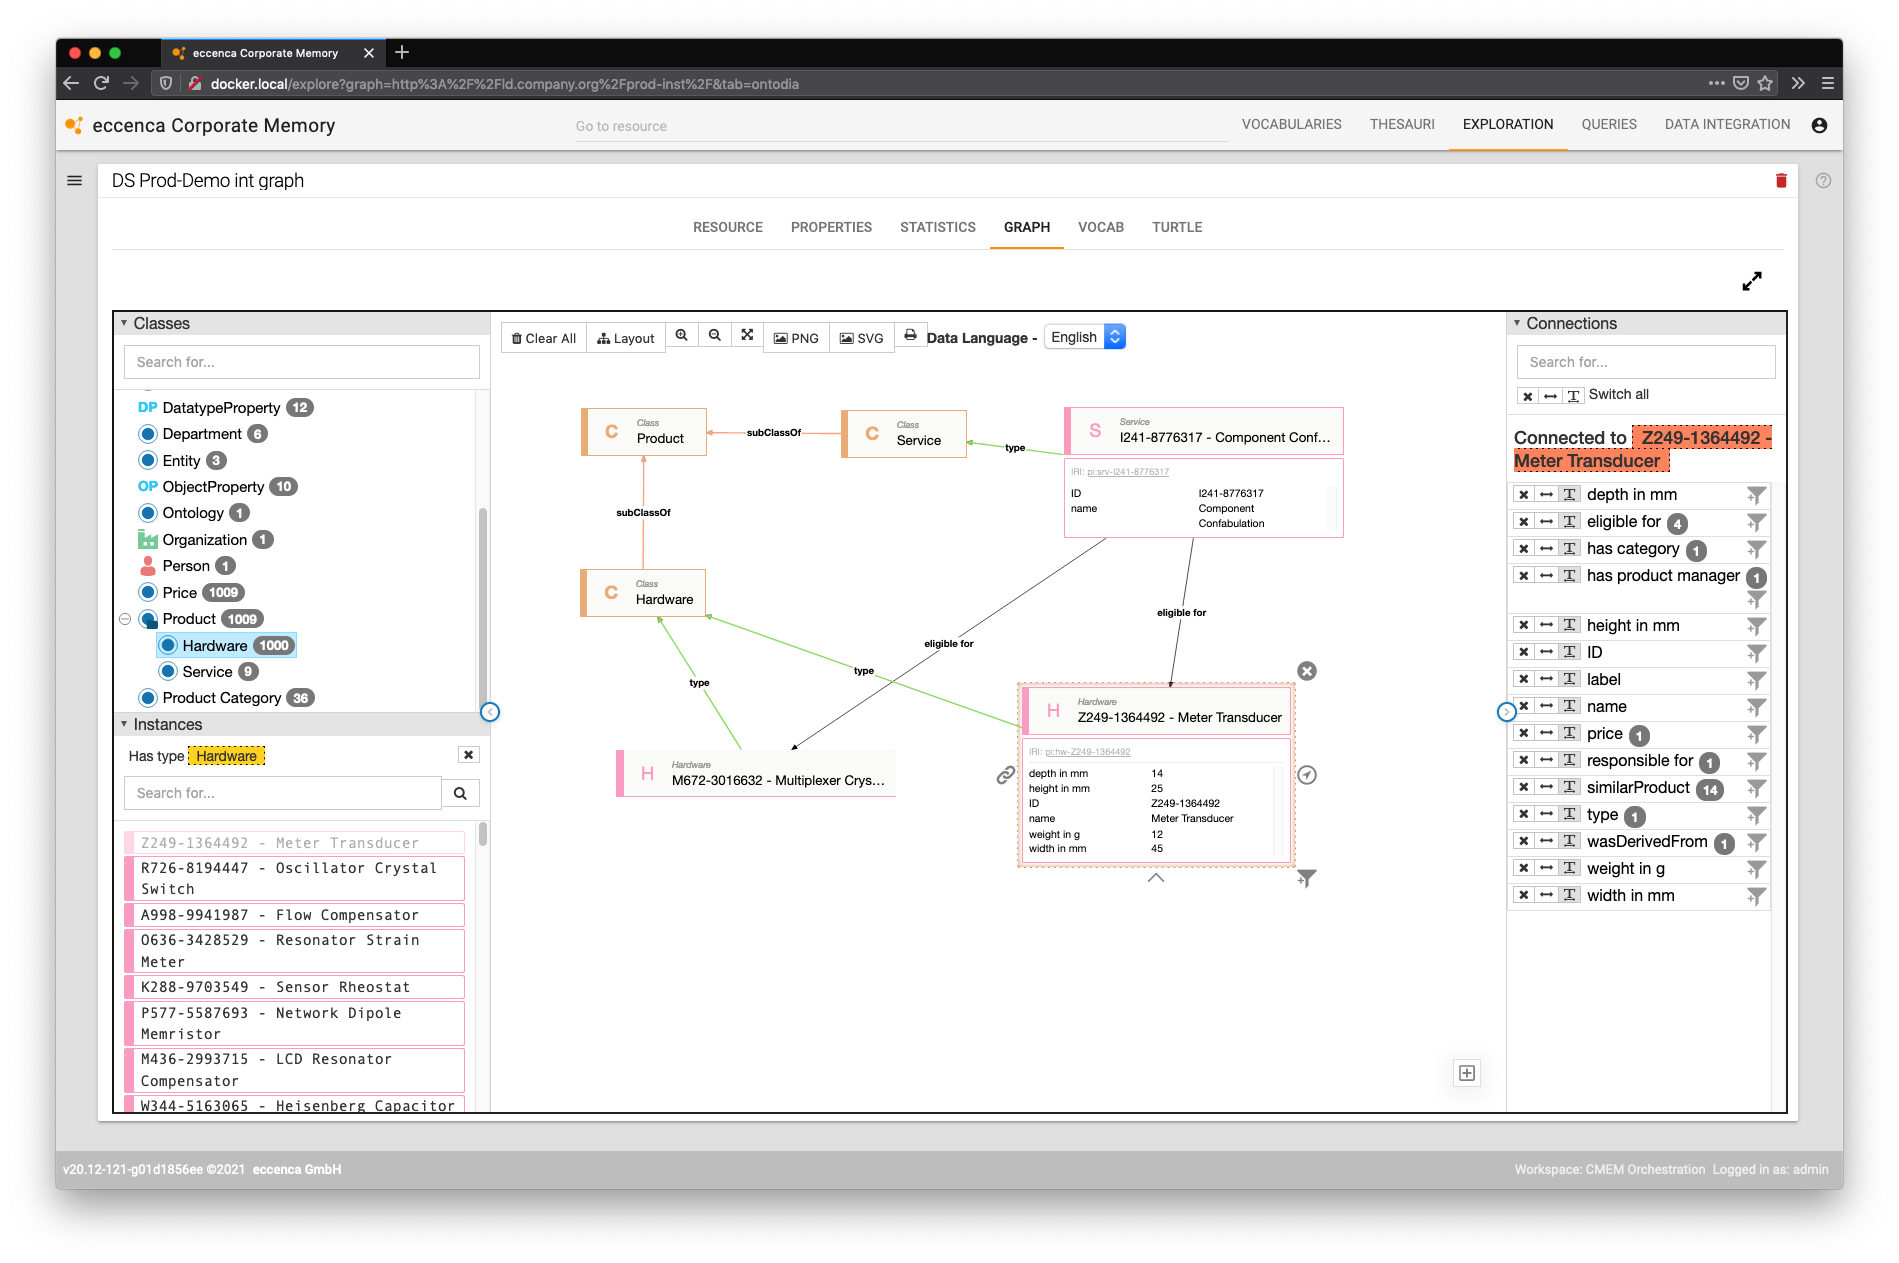 eccenca Corporate Memory
docker.local/explore?graph=http%3A%2F%2Fld.company.org%2Fprod-inst%2F&tab=ontodia
eccenca Corporate Memory
Go to resource
VOCABULARIES
THESAURI
EXPLORATION
QUERIES
DATA INTEGRATION
DS Prod-Demo int graph
RESOURCE
PROPERTIES
STATISTICS
GRAPH
VOCAB
TURTLE
Classes
Search for...
DP DatatypeProperty 12
Department 6
Entity 3
OP ObjectProperty 10
Ontology 1
Organization 1
Person 1
Price 1009
Product 1009
Hardware 1000
Service 9
Product Category 36
Instances
Has type Hardware
Search for...
Z249-1364492 - Meter Transducer
R726-8194447 - Oscillator Crystal
Switch
A998-9941987 - Flow Compensator
O636-3428529 - Resonator Strain
Meter
K288-9703549 - Sensor Rheostat
P577-5587693 - Network Dipole
Memristor
M436-2993715 - LCD Resonator
Compensator
W344-5163065 - Heisenberg Capacitor
Clear All
Layout
PNG
SVG
Data Language -
English
C
Class
Product
subClassOf
C
Class
Service
type
S
Service
I241-8776317 - Component Conf...
IRI: pi:srv-I241-8776317
ID I241-8776317
name Component
Confabulation
subClassOf
C
Class
Hardware
eligible for
eligible for
type
type
H
Hardware
M672-3016632 - Multiplexer Crys...
H
Hardware
Z249-1364492 - Meter Transducer
IRI: pi:hw-Z249-1364492
depth in mm 14
height in mm 25
ID Z249-1364492
name Meter Transducer
weight in g 12
width in mm 45
Connections
Search for...
Switch all
Connected to Z249-1364492 -
Meter Transducer
depth in mm
eligible for 4
has category 1
has product manager 1
height in mm
ID
label
name
price 1
responsible for 1
similarProduct 14
type 1
wasDerivedFrom 1
weight in g
width in mm
v20.12-121-g01d1856ee ©2021 eccenca GmbH
Workspace: CMEM Orchestration Logged in as: admin